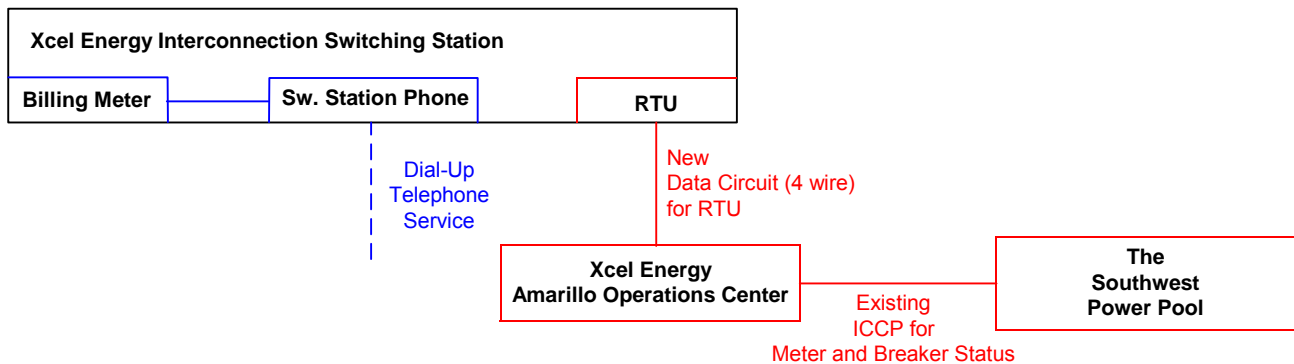 Xcel Energy Interconnection Switching Station
Billing Meter
Sw. Station Phone
RTU
Dial-Up
Telephone
Service
New
Data Circuit (4 wire)
for RTU
Xcel Energy
Amarillo Operations Center
Existing
ICCP for
Meter and Breaker Status
The
Southwest
Power Pool